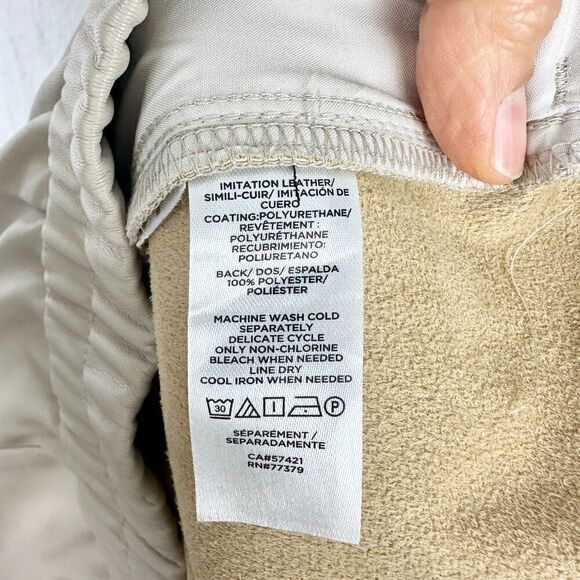 IMITATION LEATHER/
SIMILI-CUIR/ IMITACIÓN DE
CUERO
COATING:POLYURETHANE/
REVÊTEMENT :
POLYURÉTHANNE
RECUBRIMENTO:
POLIURETANO
BACK/ DOS/ ESPALDA
100% POLYESTER/
POLIÉSTER
MACHINE WASH COLD
SEPARATELY
DELICATE CYCLE
ONLY NON-CHLORINE
BLEACH WHEN NEEDED
LINE DRY
COOL IRON WHEN NEEDED
30 P
SÉPARÉMENT /
SEPARADAMENTE
CA#57421
RN#77379